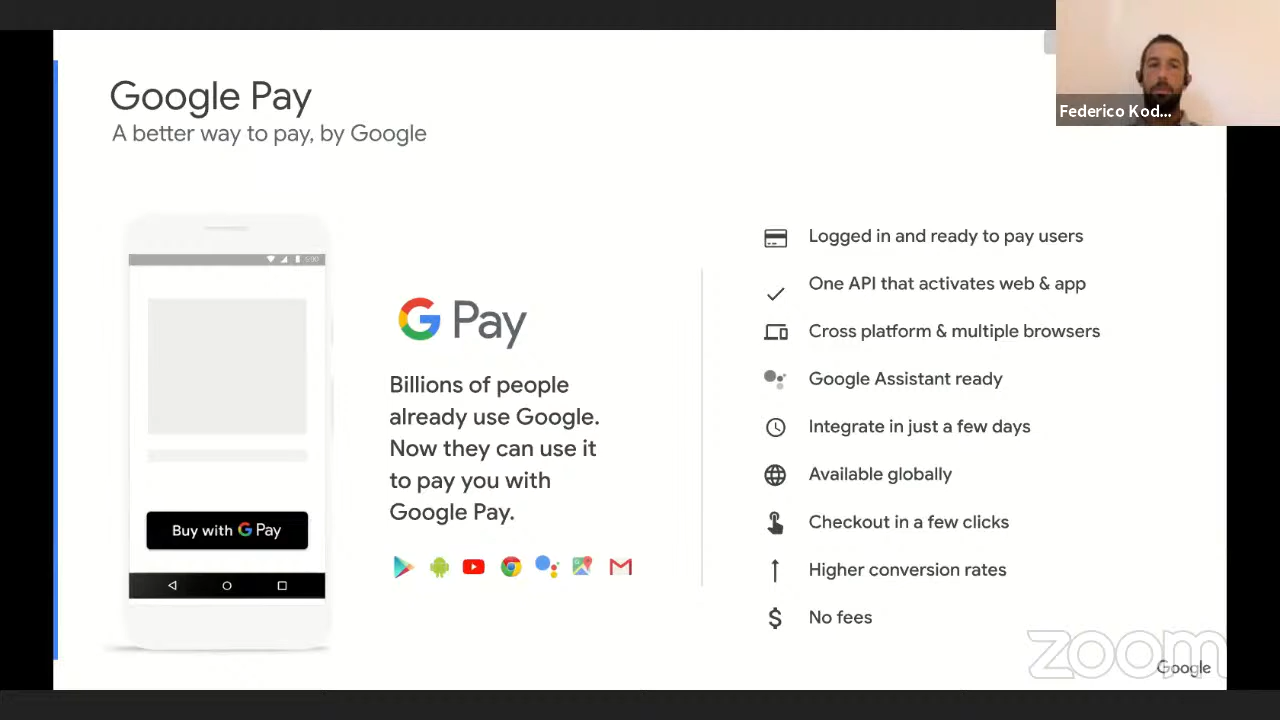 Google Pay
A better way to pay, by Google
Federico Kod...
Buy with G Pay
G Pay
Billions of people
already use Google.
Now they can use it
to pay you with
Google Pay.
Logged in and ready to pay users
One API that activates web & app
Cross platform & multiple browsers
Google Assistant ready
Integrate in just a few days
Available globally
Checkout in a few clicks
Higher conversion rates
No fees
zoom
Google